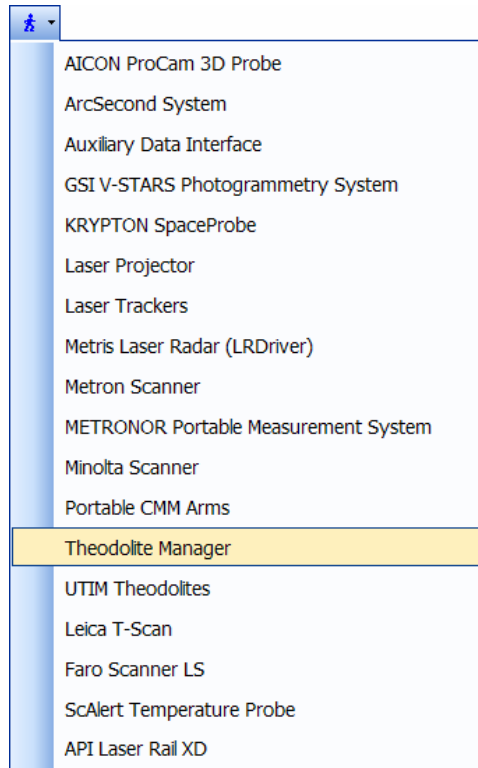 AICON ProCam 3D Probe
ArcSecond System
Auxiliary Data Interface
GSI V-STARS Photogrammetry System
KRYPTON SpaceProbe
Laser Projector
Laser Trackers
Metris Laser Radar (LRDriver)
Metron Scanner
METRONOR Portable Measurement System
Minolta Scanner
Portable CMM Arms
Theodolite Manager
UTIM Theodolites
Leica T-Scan
Faro Scanner LS
ScAlert Temperature Probe
API Laser Rail XD